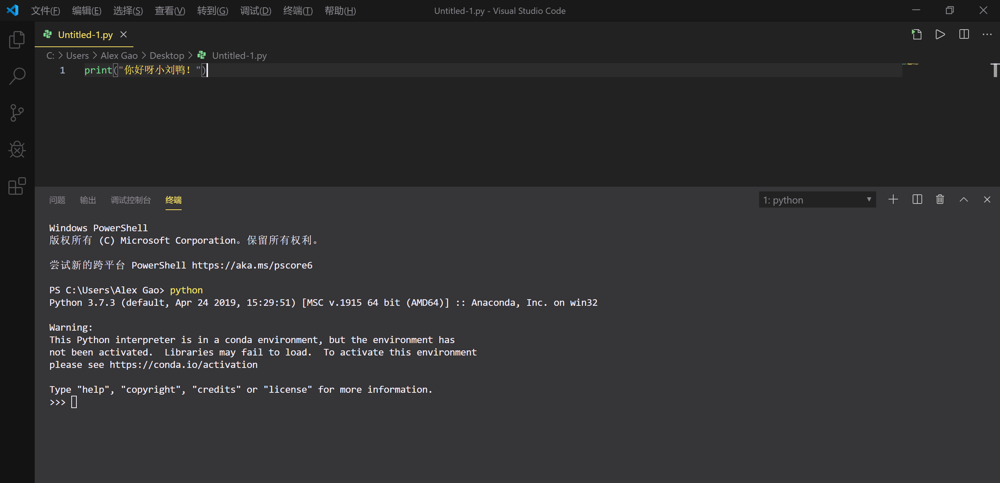 文件(F) 编辑(E) 选择(S) 查看(V) 转到(G) 调试(D) 终端(T) 帮助(H) Untitled-1.py - Visual Studio Code
Untitled-1.py
C: > Users > Alex Gao > Desktop > Untitled-1.py
1 print("你好呀小刘鸭！")
问题 输出 调试控制台 终端 1: python
Windows PowerShell
版权所有 (C) Microsoft Corporation。保留所有权利。
尝试新的跨平台 PowerShell https://aka.ms/pscore6
PS C:\Users\Alex Gao> python
Python 3.7.3 (default, Apr 24 2019, 15:29:51) [MSC v.1915 64 bit (AMD64)] :: Anaconda, Inc. on win32
Warning:
This Python interpreter is in a conda environment, but the environment has
not been activated.  Libraries may fail to load.  To activate this environment
please see https://conda.io/activation
Type "help", "copyright", "credits" or "license" for more information.
>>>